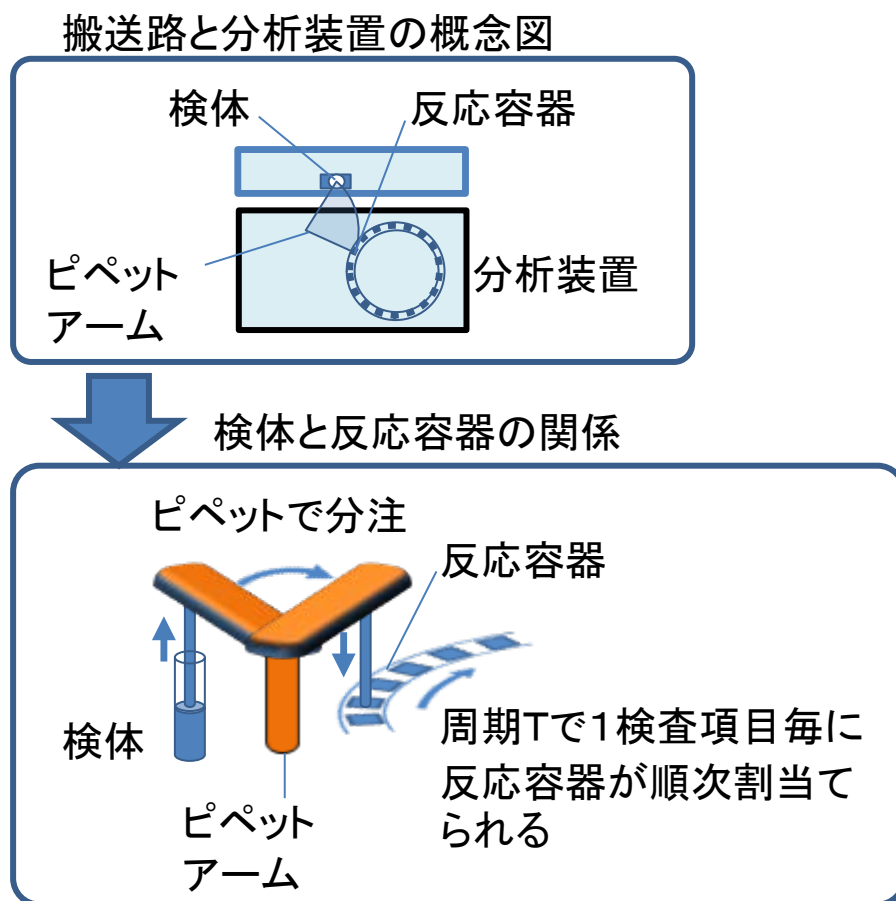 搬送路と分析装置の概念図
検体
反応容器
ピペット
アーム
分析装置
検体と反応容器の関係
ピペットで分注
反応容器
検体
ピペット
アーム
周期Tで1検査項目毎に
反応容器が順次割当て
られる